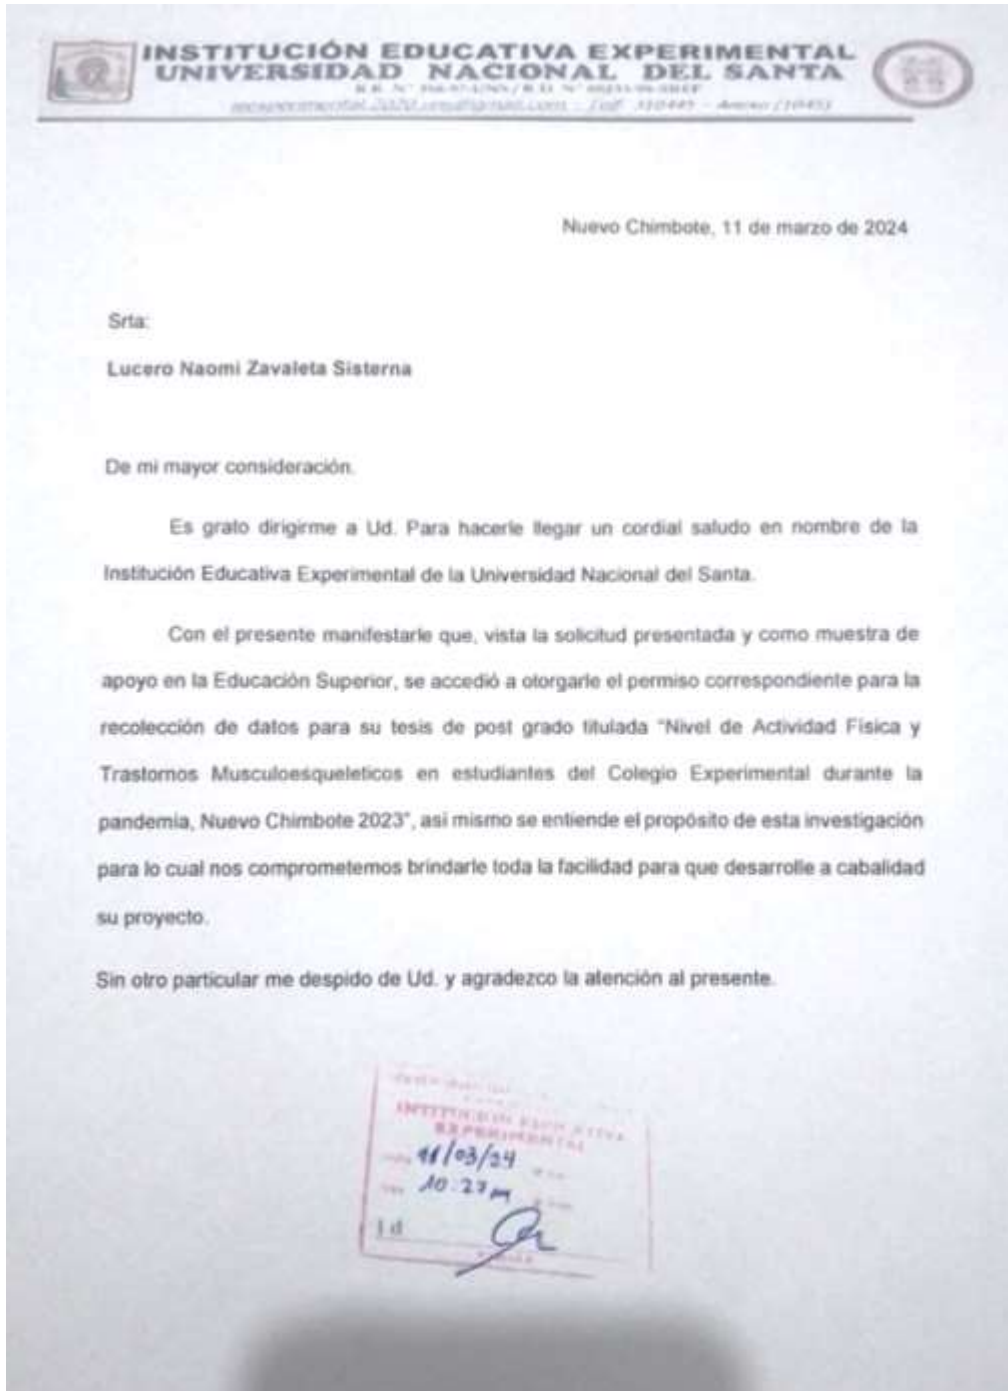 INSTITUCIÓN EDUCATIVA EXPERIMENTAL
UNIVERSIDAD NACIONAL DEL SANTA
Nuevo Chimbote, 11 de marzo de 2024
Srta:
Lucero Naomi Zavaleta Sisterna
De mi mayor consideración.
Es grato dirigirme a Ud. Para hacerle llegar un cordial saludo en nombre de la
Institución Educativa Experimental de la Universidad Nacional del Santa.
Con el presente manifestarle que, vista la solicitud presentada y como muestra de
apoyo en la Educación Superior, se accedió a otorgarle el permiso correspondiente para la
recolección de datos para su tesis de post grado titulada "Nivel de Actividad Física y
Trastornos Musculoesqueleticos en estudiantes del Colegio Experimental durante la
pandemia, Nuevo Chimbote 2023", asi mismo se entiende el propósito de esta investigación
para lo cual nos comprometemos brindarle toda la facilidad para que desarrolle a cabalidad
su proyecto.
Sin otro particular me despido de Ud. y agradezco la atención al presente.
EXPERIMENTAL
11/03/24
10:27